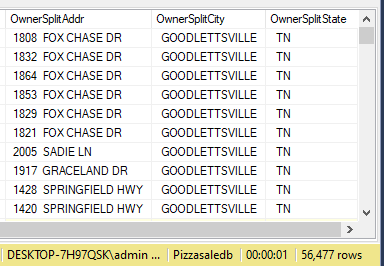 OwnerSplitAddr OwnerSplitCity OwnerSplitState
1808 FOX CHASE DR GOODLETTSVILLE TN
1832 FOX CHASE DR GOODLETTSVILLE TN
1864 FOX CHASE DR GOODLETTSVILLE TN
1853 FOX CHASE DR GOODLETTSVILLE TN
1829 FOX CHASE DR GOODLETTSVILLE TN
1821 FOX CHASE DR GOODLETTSVILLE TN
2005 SADIE LN GOODLETTSVILLE TN
1917 GRACELAND DR GOODLETTSVILLE TN
1428 SPRINGFIELD HWY GOODLETTSVILLE TN
1420 SPRINGFIELD HWY GOODLETTSVILLE TN
DESKTOP-7H97QSK\admin ... Pizzasaledb 00:00:01 56,477 rows